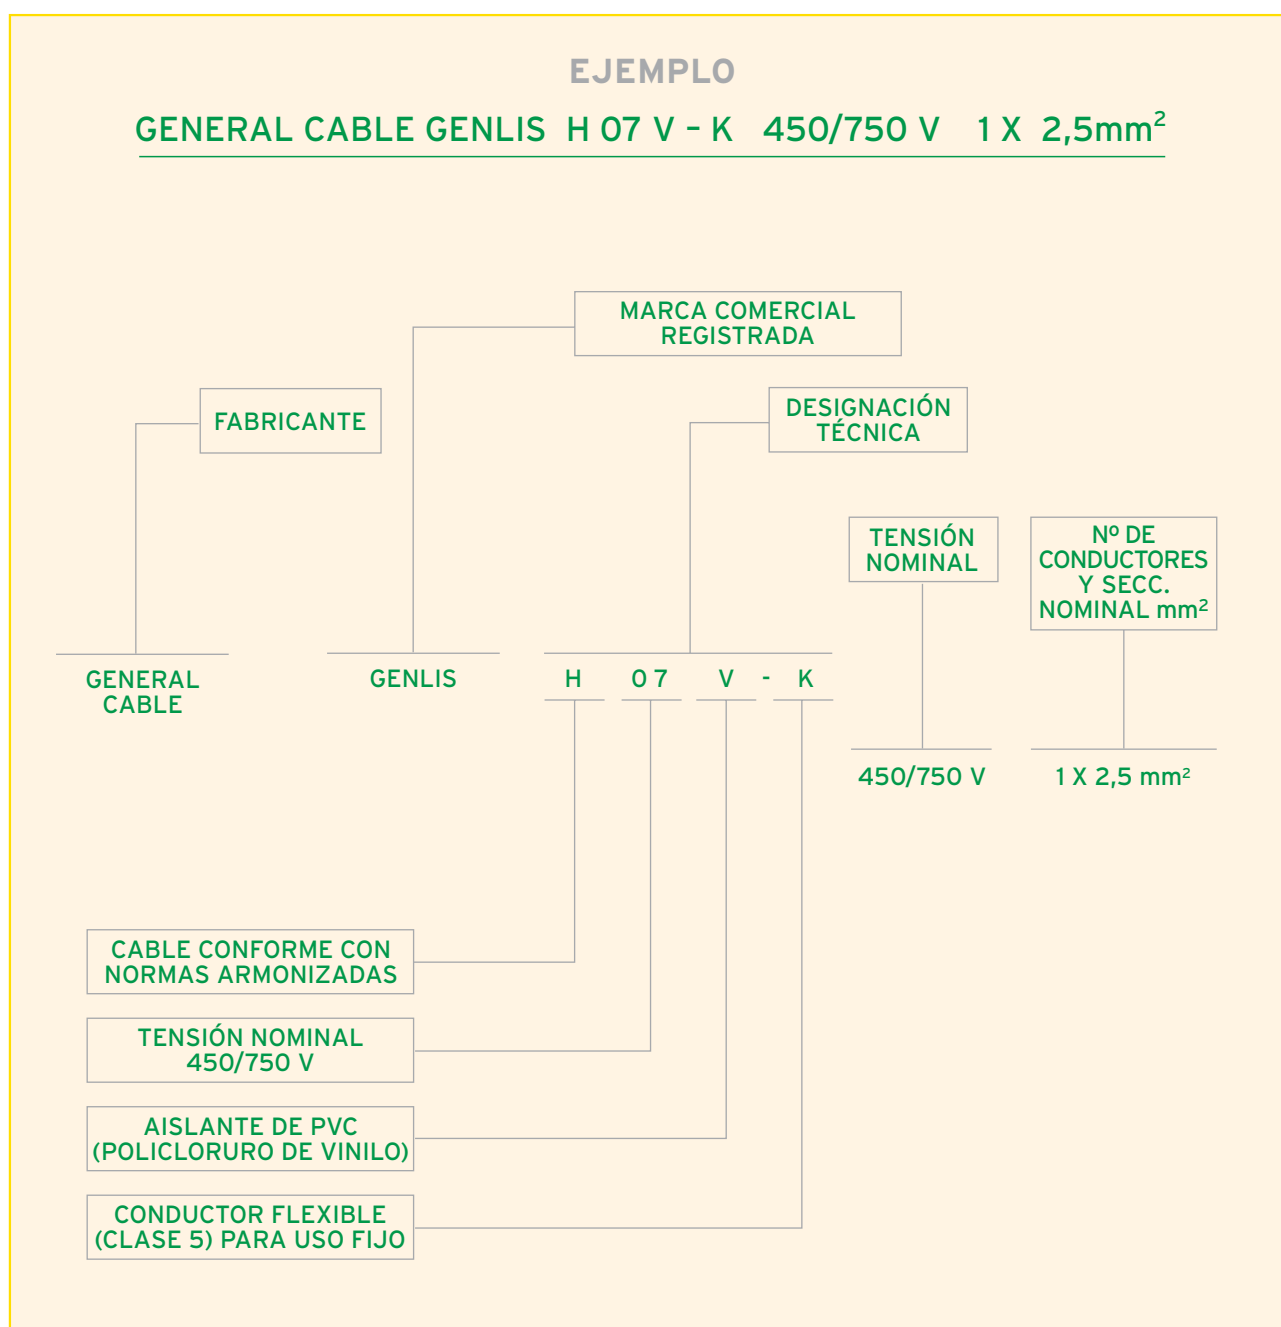 EJEMPLO
GENERAL CABLE GENLIS H 07 V – K 450/750 V 1 X 2,5mm²
MARCA COMERCIAL
REGISTRADA
FABRICANTE
DESIGNACIÓN
TÉCNICA
TENSIÓN
NOMINAL
Nº DE
CONDUCTORES
Y SECC.
NOMINAL mm²
GENERAL
CABLE
GENLIS
H 0 7 V - K
450/750 V
1 X 2,5 mm²
CABLE CONFORME CON
NORMAS ARMONIZADAS
TENSIÓN NOMINAL
450/750 V
AISLANTE DE PVC
(POLICLORURO DE VINILO)
CONDUCTOR FLEXIBLE
(CLASE 5) PARA USO FIJO